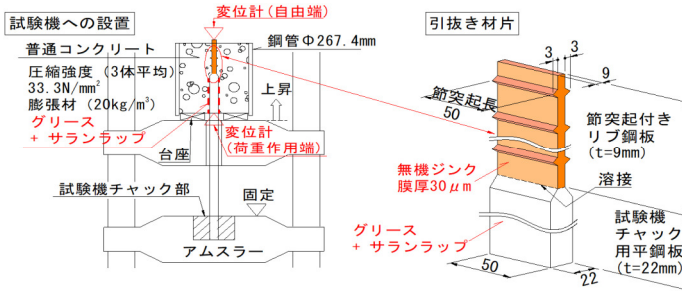 試験機への設置
変位計(自由端)
普通コンクリート
鋼管Φ267.4mm
圧縮強度(3体平均)
33.3N/mm²
膨張材(20kg/m³)
グリース
+ サランラップ
上昇
変位計
(荷重作用端)
台座
試験機チャック部
固定
アムスラー
引抜き材片
3
3
9
節突起長
50
節突起付き
リブ鋼板
(t=9mm)
無機ジンク
膜厚30μm
溶接
グリース
+ サランラップ
試験機
チャック
用平鋼板
(t=22mm)
50
22